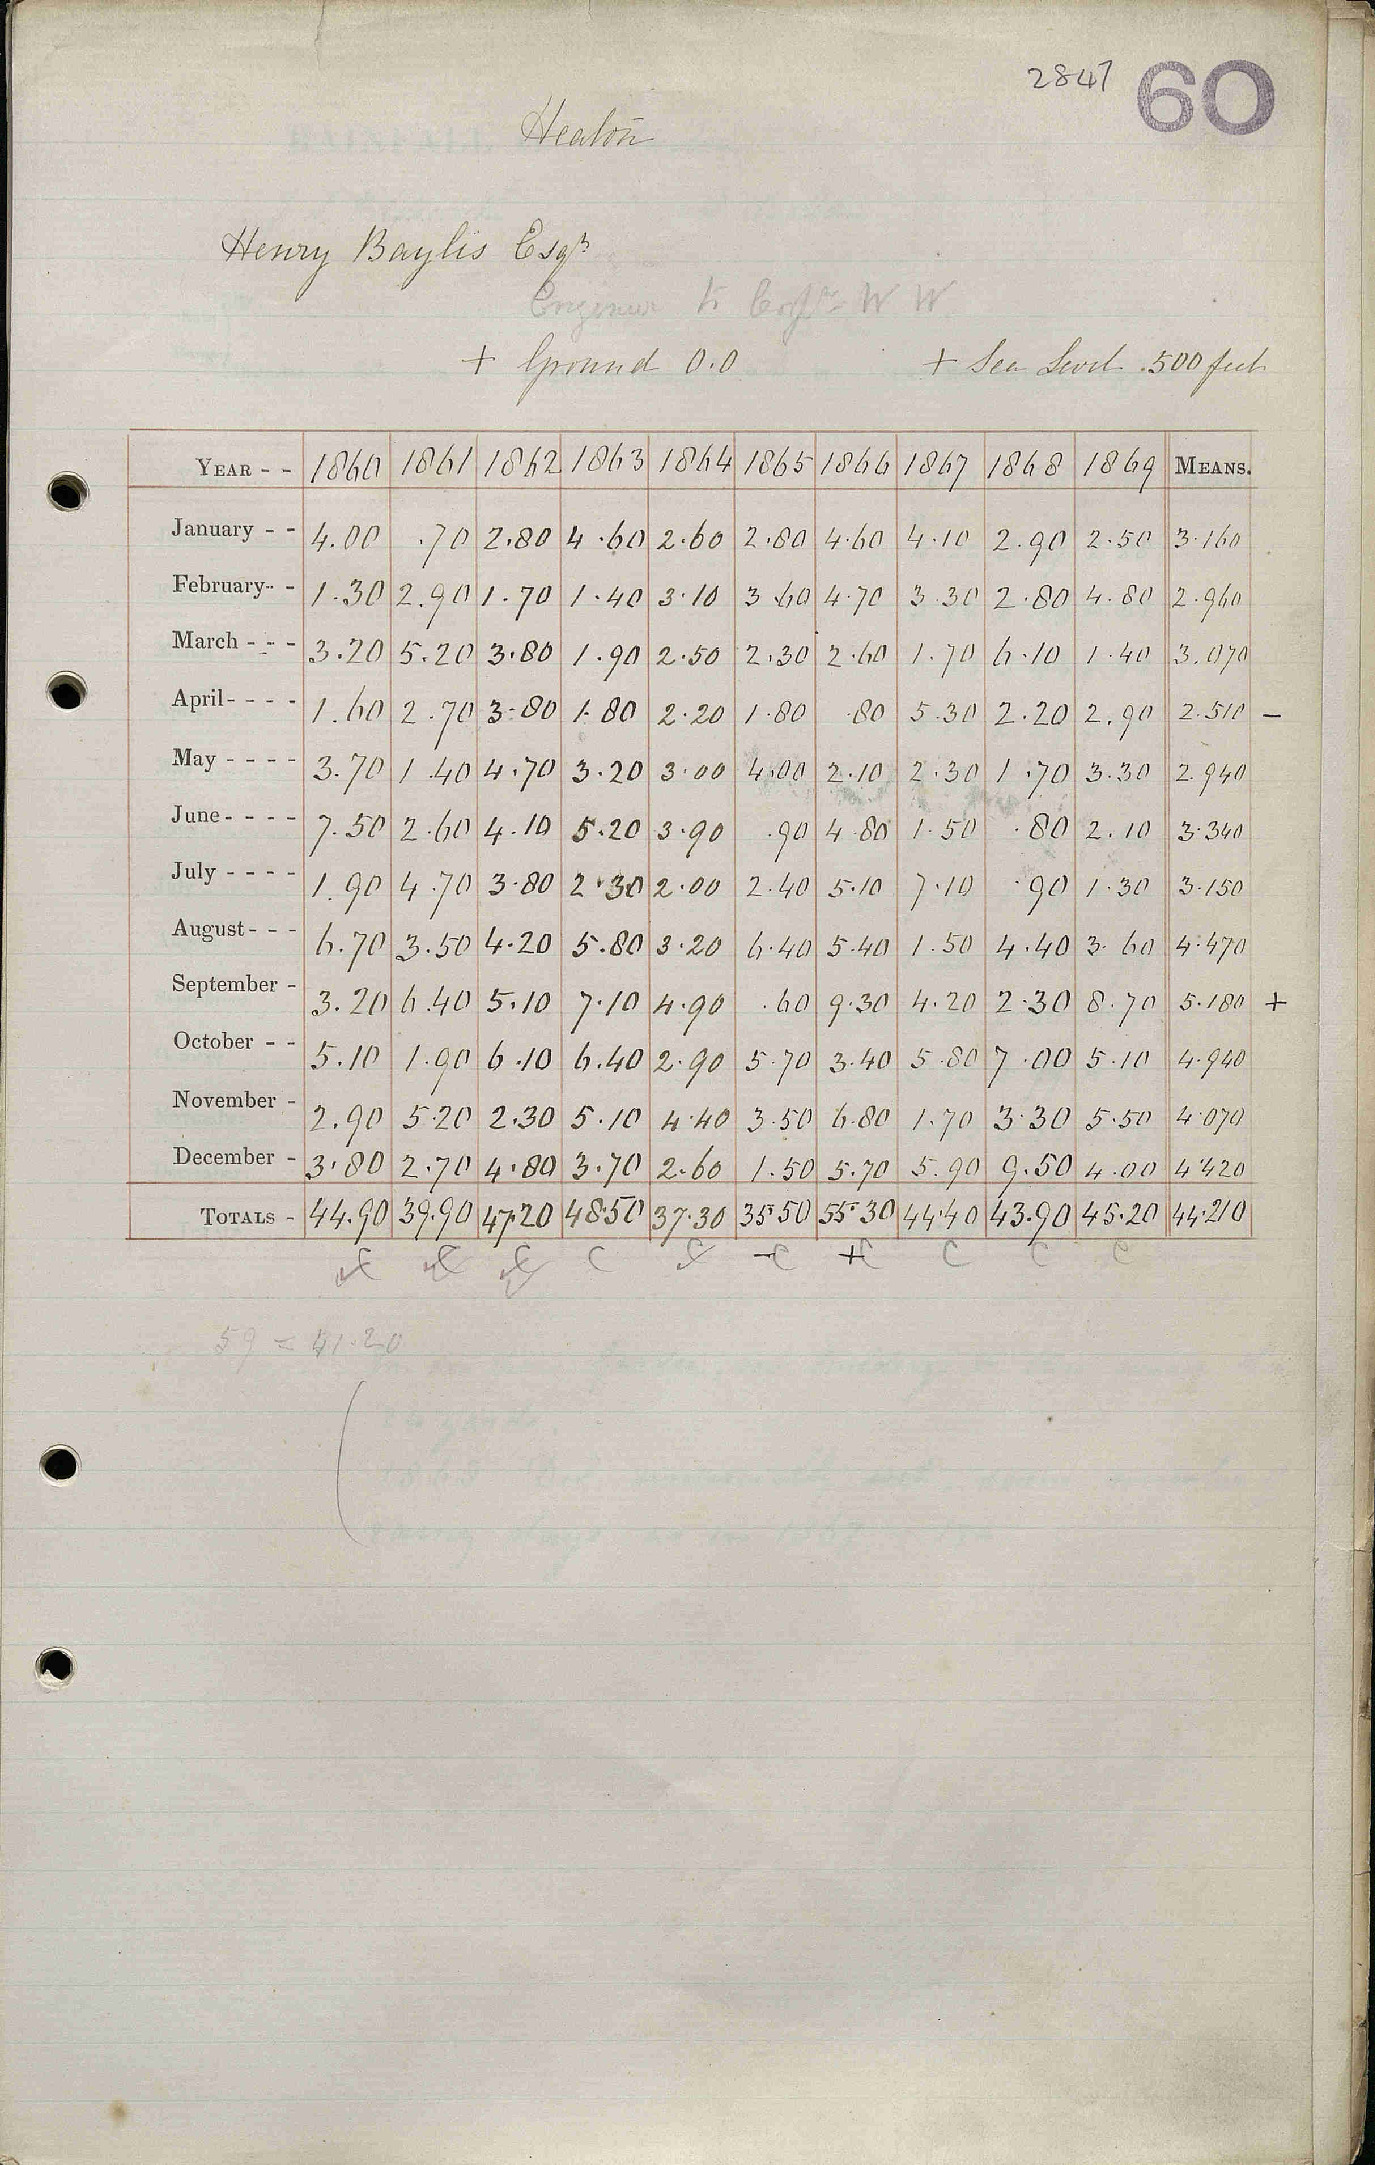 2847 60
Heaton
Henry Baylis Esqr
Engineer to Corpn W W
+ Ground 0.0 + Sea Level .500 feet
YEAR - - 1860 1861 1862 1863 1864 1865 1866 1867 1868 1869 MEANS.
January - - 4.00 .70 2.80 4.60 2.60 2.80 4.60 4.10 2.90 2.50 3.160
February - - 1.30 2.90 1.70 1.40 3.10 3.60 4.70 3.30 2.80 4.80 2.960
March - - - 3.20 5.20 3.80 1.90 2.50 2.30 2.60 1.70 6.10 1.40 3.070
April - - - - 1.60 2.70 3.80 1.80 2.20 1.80 .80 5.30 2.20 2.90 2.510 -
May - - - - 3.70 1.40 4.70 3.20 3.00 4.00 2.10 2.30 1.70 3.30 2.940
June - - - - 7.50 2.60 4.10 5.20 3.90 .90 4.80 1.50 .80 2.10 3.340
July - - - - 1.90 4.70 3.80 2.30 2.00 2.40 5.10 7.10 .90 1.30 3.150
August - - - 6.70 3.50 4.20 5.80 3.20 6.40 5.40 1.50 4.40 3.60 4.470
September - 3.20 6.40 5.10 7.10 4.90 .60 9.30 4.20 2.30 8.70 5.180 +
October - - 5.10 1.90 6.10 6.40 2.90 5.70 3.40 5.80 7.00 5.10 4.940
November - 2.90 5.20 2.30 5.10 4.40 3.50 6.80 1.70 3.30 5.50 4.070
December - 3.80 2.70 4.80 3.70 2.60 1.50 5.70 5.90 9.50 4.00 4.420
TOTALS - 44.90 39.90 47.20 48.50 37.30 35.50 55.30 44.40 43.90 45.20 44.210
C C C C C -C +C C C C
59 = 41.20